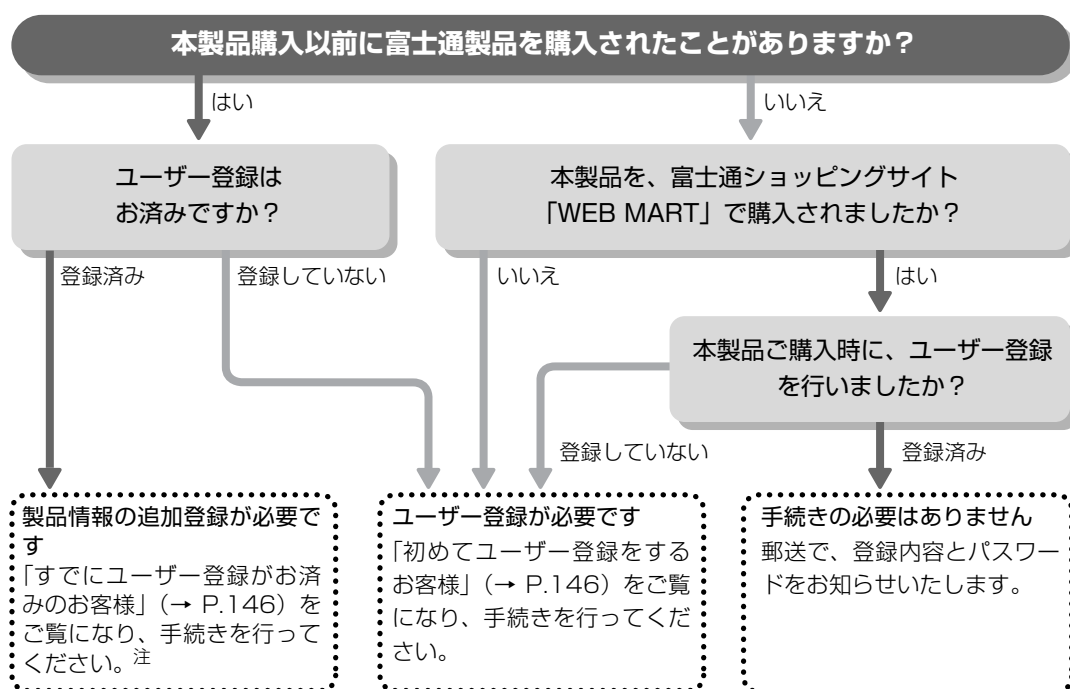 本製品購入以前に富士通製品を購入されたことがありますか？
はい
いいえ
ユーザー登録は
お済みですか？
本製品を、富士通ショッピングサイト
「WEB MART」で購入されましたか？
登録済み
登録していない
いいえ
はい
本製品ご購入時に、ユーザー登録
を行いましたか？
登録していない
登録済み
製品情報の追加登録が必要で
す
「すでにユーザー登録がお済
みのお客様」（→ P.146）を
ご覧になり、手続きを行って
ください。注
ユーザー登録が必要です
「初めてユーザー登録をする
お客様」（→ P.146）をご覧
になり、手続きを行ってくだ
さい。
手続きの必要はありません
郵送で、登録内容とパスワー
ドをお知らせいたします。